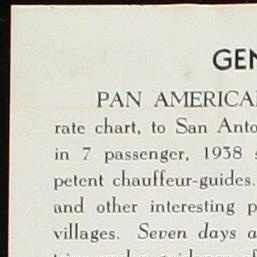 GEN
PAN AMERICA
rate chart, to San Anto
in 7 passenger, 1938 s
petent chauffeur-guides.
and other interesting p
villages. Seven days a